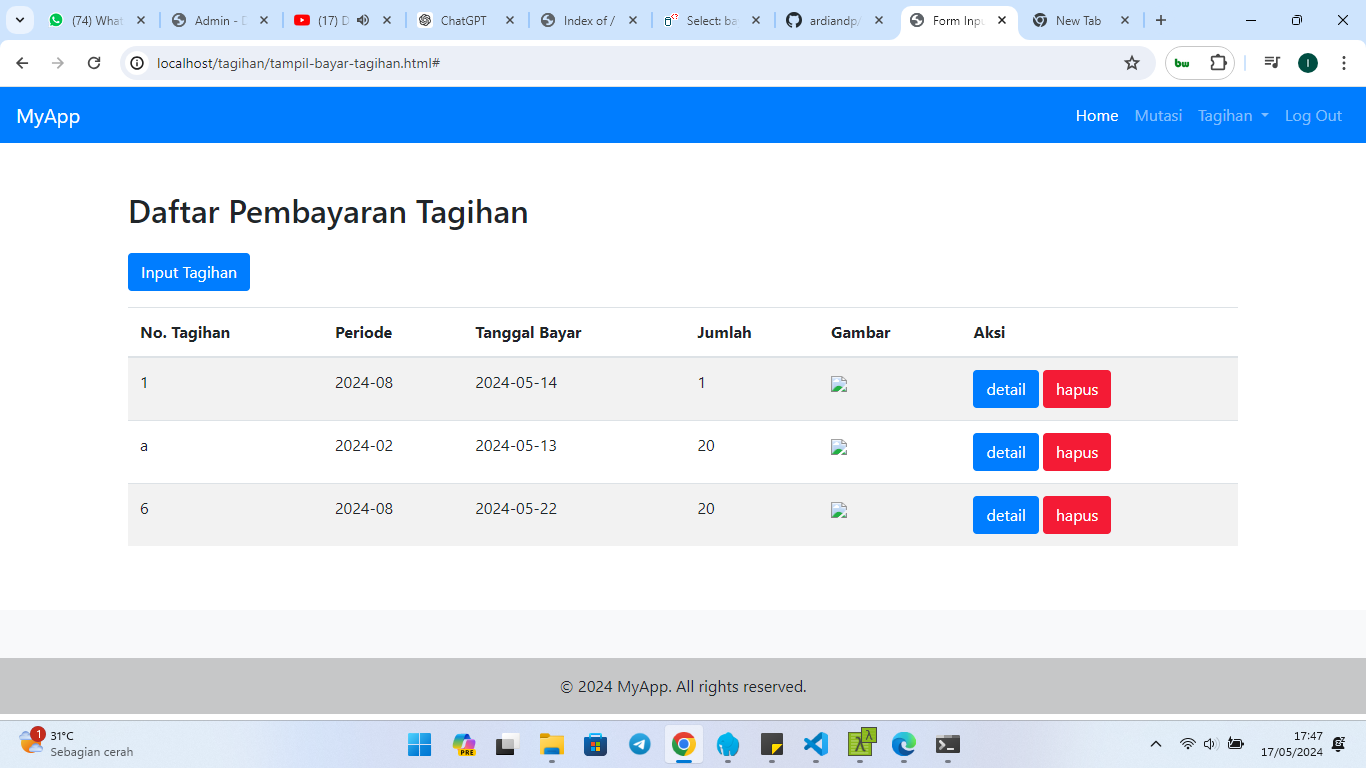 (74) What
Admin - D
(17) D
ChatGPT
Index of /
Select: ba
ardiandp/
Form Inpu
New Tab
localhost/tagihan/tampil-bayar-tagihan.html#
bw
I
MyApp
Home Mutasi Tagihan Log Out
Daftar Pembayaran Tagihan
Input Tagihan
No. Tagihan Periode Tanggal Bayar Jumlah Gambar Aksi
1 2024-08 2024-05-14 1 detail hapus
a 2024-02 2024-05-13 20 detail hapus
6 2024-08 2024-05-22 20 detail hapus
© 2024 MyApp. All rights reserved.
1
31°C
Sebagian cerah
PRE
17:47
17/05/2024